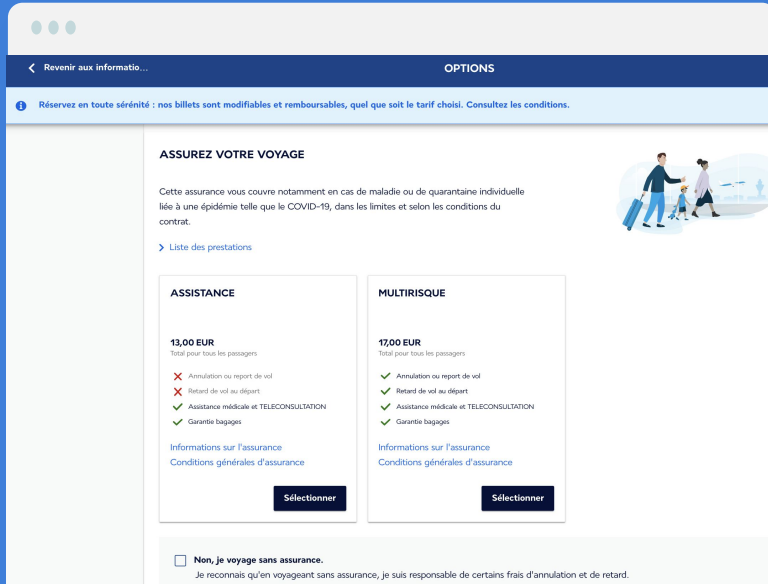 Revenir aux informatio...
OPTIONS
Réservez en toute sérénité : nos billets sont modifiables et remboursables, quel que soit le tarif choisi. Consultez les conditions.
ASSUREZ VOTRE VOYAGE
Cette assurance vous couvre notamment en cas de maladie ou de quarantaine individuelle
liée à une épidémie telle que le COVID-19, dans les limites et selon les conditions du
contrat.
Liste des prestations
ASSISTANCE
13,00 EUR
Total pour tous les passagers
Annulation ou report de vol
Retard de vol au départ
Assistance médicale et TELECONSULTATION
Garantie bagages
Informations sur l'assurance
Conditions générales d'assurance
Sélectionner
MULTIRISQUE
17,00 EUR
Total pour tous les passagers
Annulation ou report de vol
Retard de vol au départ
Assistance médicale et TELECONSULTATION
Garantie bagages
Informations sur l'assurance
Conditions générales d'assurance
Sélectionner
Non, je voyage sans assurance.
Je reconnais qu'en voyageant sans assurance, je suis responsable de certains frais d'annulation et de retard.